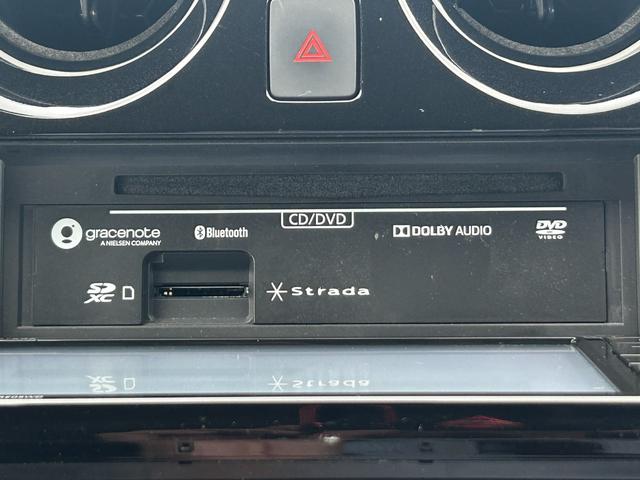 CD/DVD
gracenote
A NIELSEN COMPANY
Bluetooth
DOLBY AUDIO
DVD
VIDEO
SD
XC
Strada